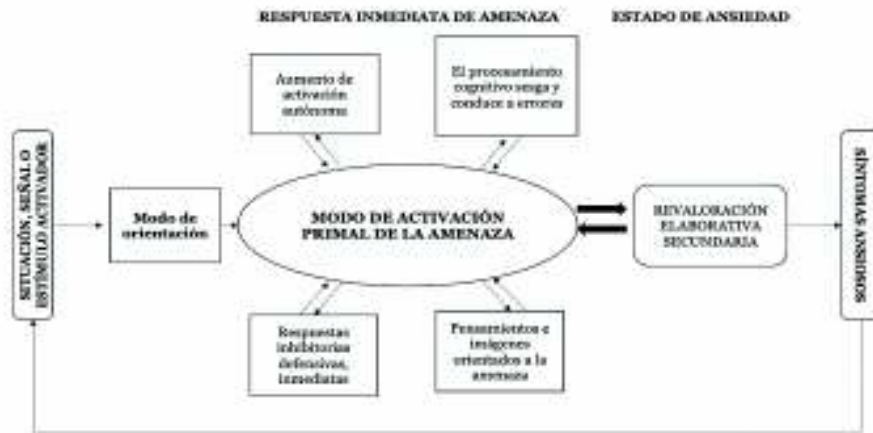 RESPUESTA INMEDIATA DE AMENAZA
ESTADO DE ANSIEDAD
Aumento de
activación
autónoma
El procesamiento
cognitivo sesga y
conduce a errores
SITUACIÓN, SEÑAL O
ESTÍMULO ACTIVADOR
Modo de
orientación
MODO DE ACTIVACIÓN
PRIMAL DE LA AMENAZA
REVALORACIÓN
ELABORATIVA
SECUNDARIA
SÍNTOMAS ANSIOSOS
Respuestas
inhibitorias
defensivas,
inmediatas
Pensamientos e
imágenes
orientados a la
amenaza